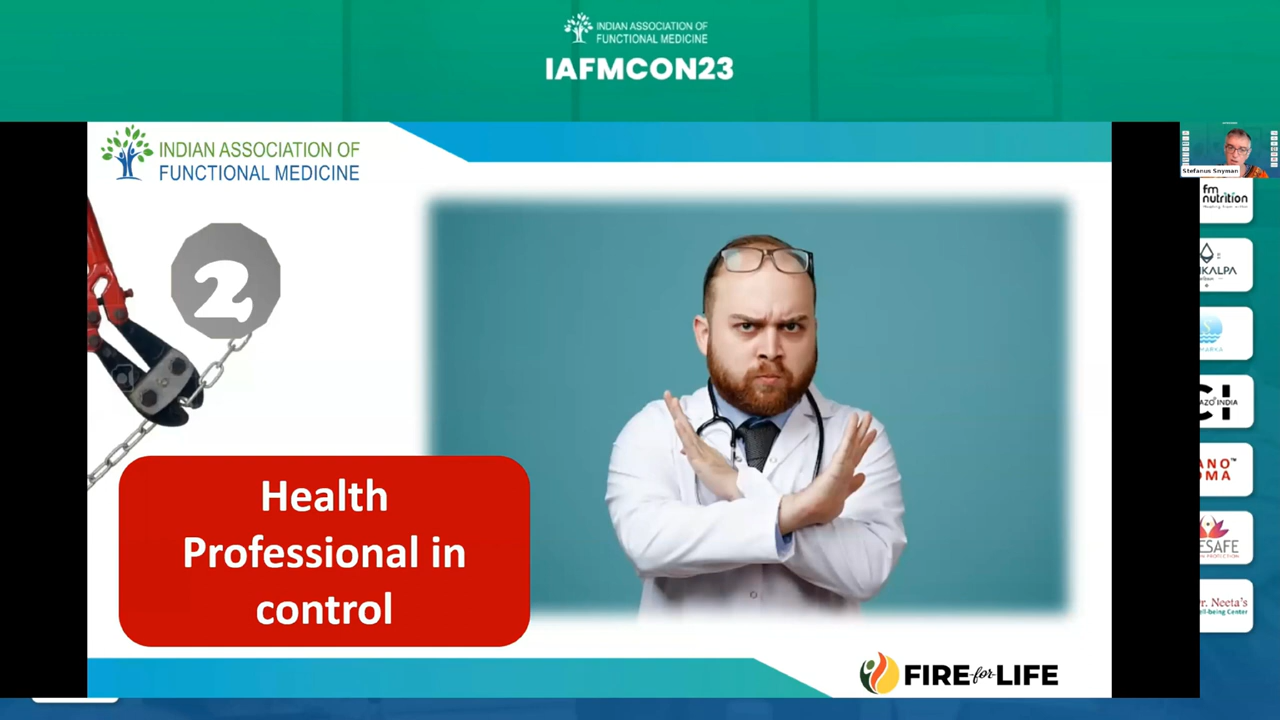 INDIAN ASSOCIATION OF
FUNCTIONAL MEDICINE
IAFMCON23
INDIAN ASSOCIATION OF
FUNCTIONAL MEDICINE
2
Health
Professional in
control
FIRE-for-LIFE
Stefanus Snyman
fm
nutrition